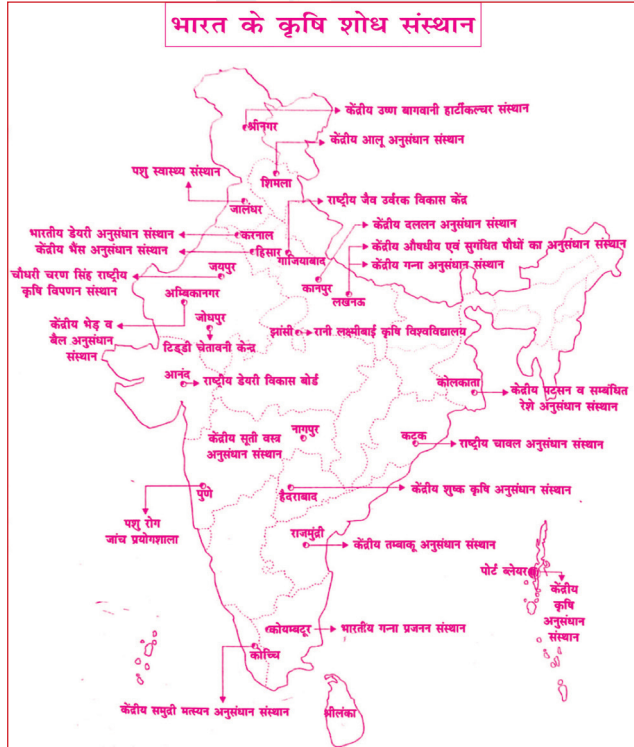 भारत के कृषि शोध संस्थान
केंद्रीय उष्ण बागवानी हार्टीकल्चर संस्थान
श्रीनगर
केंद्रीय आलू अनुसंधान संस्थान
शिमला
पशु स्वास्थ्य संस्थान
जालंधर
राष्ट्रीय जैव उर्वरक विकास केंद्र
गाजियाबाद
भारतीय डेयरी अनुसंधान संस्थान
करनाल
केंद्रीय भैंस अनुसंधान संस्थान
हिसार
केंद्रीय दललन अनुसंधान संस्थान
कानपुर
केंद्रीय औषधीय एवं सुगंधित पौधों का अनुसंधान संस्थान
केंद्रीय गन्ना अनुसंधान संस्थान
लखनऊ
चौधरी चरण सिंह राष्ट्रीय
कृषि विपणन संस्थान
जयपुर
अम्बिकानगर
केंद्रीय भेड़ व
बैल अनुसंधान
संस्थान
जोधपुर
टिड्डी चेतावनी केन्द्र
झांसी
रानी लक्ष्मीबाई कृषि विश्वविद्यालय
आनंद
राष्ट्रीय डेयरी विकास बोर्ड
कोलकाता
केंद्रीय पटसन व सम्बंधित
रेशे अनुसंधान संस्थान
केंद्रीय सूती वस्त्र
अनुसंधान संस्थान
नागपुर
कटक
राष्ट्रीय चावल अनुसंधान संस्थान
पुणे
पशु रोग
जांच प्रयोगशाला
हैदराबाद
केंद्रीय शुष्क कृषि अनुसंधान संस्थान
राजमुंद्री
केंद्रीय तम्बाकू अनुसंधान संस्थान
पोर्ट ब्लेयर
केंद्रीय
कृषि
अनुसंधान
संस्थान
कोयम्बटूर
भारतीय गन्ना प्रजनन संस्थान
कोच्चि
केंद्रीय समुद्री मत्स्यन अनुसंधान संस्थान
श्रीलंका